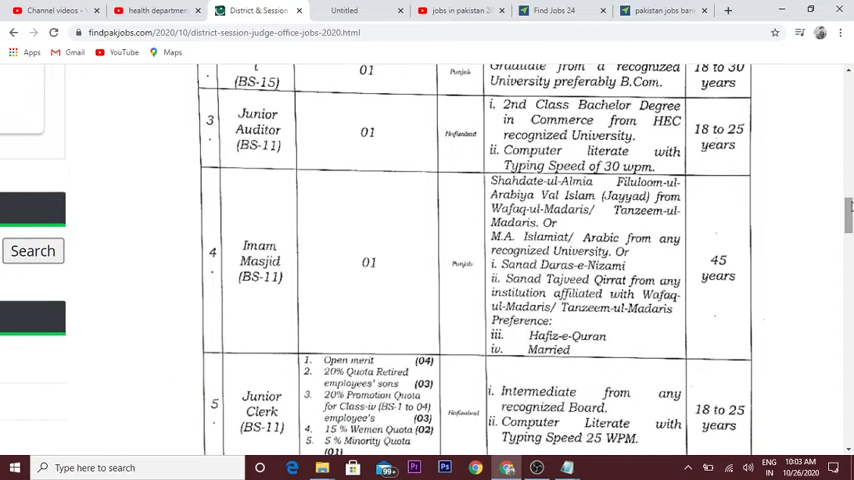 Channel videos - Y
health department
District & Session
Untitled
jobs in pakistan 20
Find Jobs 24
pakistan jobs bank
findpakjobs.com/2020/10/district-session-judge-office-jobs-2020.html
Apps
Gmail
YouTube
Maps
(BS-15)
01
Punjab
Graduate from a recognized
University preferably B.Com.
18 to 30
years
3
Junior
Auditor
(BS-11)
01
Hafizabad
i. 2nd Class Bachelor Degree
in Commerce from HEC
recognized University.
ii. Computer literate with
Typing Speed of 30 wpm.
18 to 25
years
4
Imam
Masjid
(BS-11)
01
Punjab
Shahdate-ul-Almia Filuloom-ul-
Arabiya Val Islam (Jayyad) from
Wafaq-ul-Madaris/ Tanzeem-ul-
Madaris. Or
M.A. Islamiat/ Arabic from any
recognized University. Or
i. Sanad Daras-e-Nizami
ii. Sanad Tajveed Qirrat from any
institution affiliated with Wafaq-
ul-Madaris/ Tanzeem-ul-Madaris
Preference:
iii. Hafiz-e-Quran
iv. Married
45
years
5
Junior
Clerk
(BS-11)
1. Open merit (04)
2. 20% Quota Retired
employees' sons (03)
3. 20% Promotion Quota
for Class-iv (BS-1 to 04)
employee's (03)
4. 15 % Women Quota (02)
5. 5 % Minority Quota
(01)
Hafizabad
i. Intermediate from any
recognized Board.
ii. Computer Literate with
Typing Speed 25 WPM.
18 to 25
years
Search
Type here to search
99+
Pr
Ps
ENG
IN
10:03 AM
10/26/2020